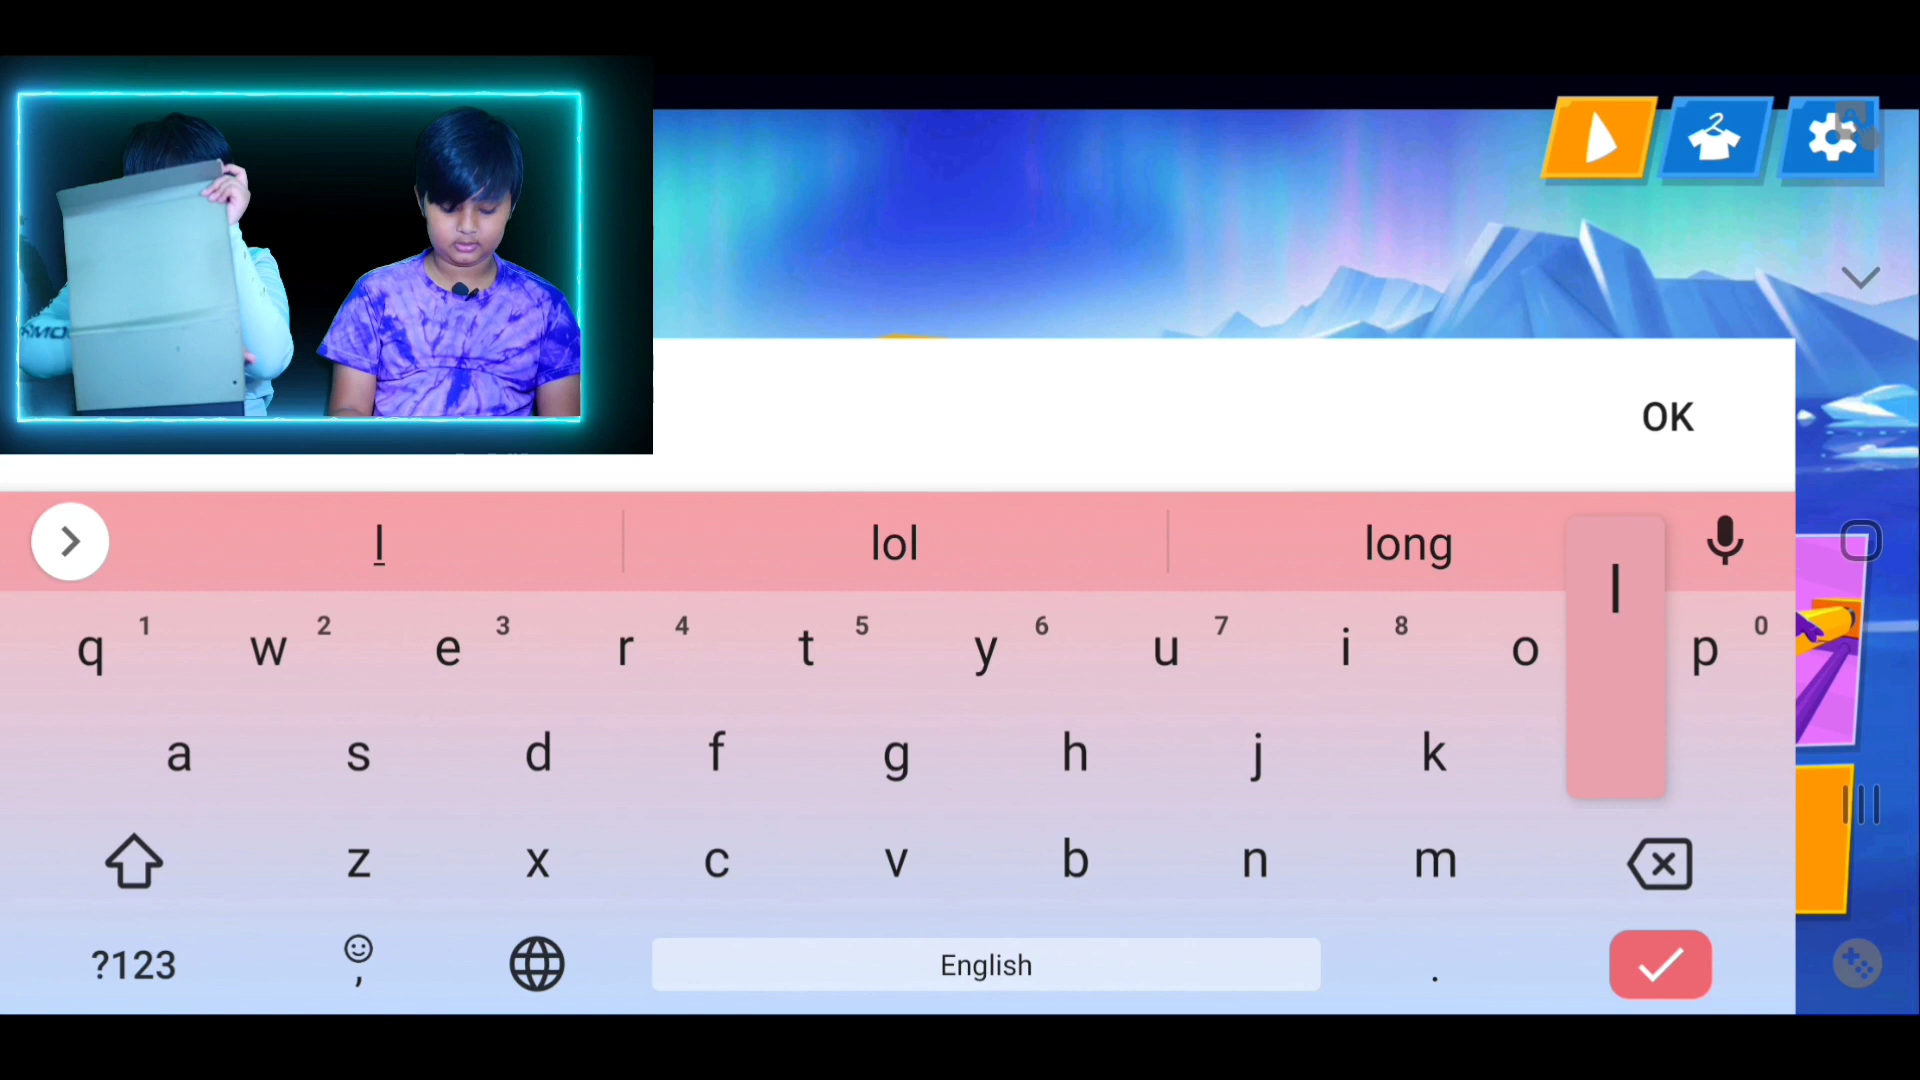 OK
l lol long l
q 1 w 2 e 3 r 4 t 5 y 6 u 7 i 8 o p 0
a s d f g h j k
z x c v b n m
?123 , English .